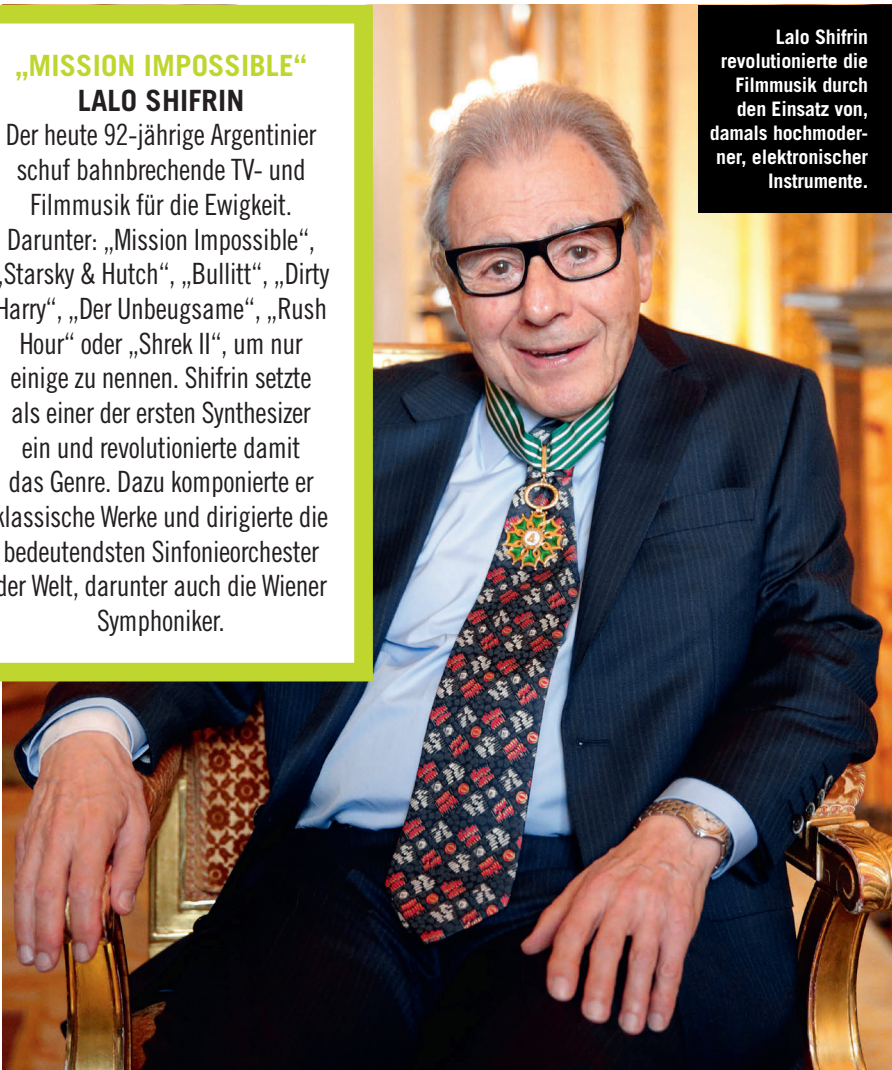 „MISSION IMPOSSIBLE“
LALO SHIFRIN
Der heute 92-jährige Argentinier
schuf bahnbrechende TV- und
Filmmusik für die Ewigkeit.
Darunter: „Mission Impossible“,
„Starsky & Hutch“, „Bullitt“, „Dirty
Harry“, „Der Unbeugsame“, „Rush
Hour“ oder „Shrek II“, um nur
einige zu nennen. Shifrin setzte
als einer der ersten Synthesizer
ein und revolutionierte damit
das Genre. Dazu komponierte er
klassische Werke und dirigierte die
bedeutendsten Sinfonieorchester
der Welt, darunter auch die Wiener
Symphoniker.
Lalo Shifrin
revolutionierte die
Filmmusik durch
den Einsatz von,
damals hochmoder-
ner, elektronischer
Instrumente.